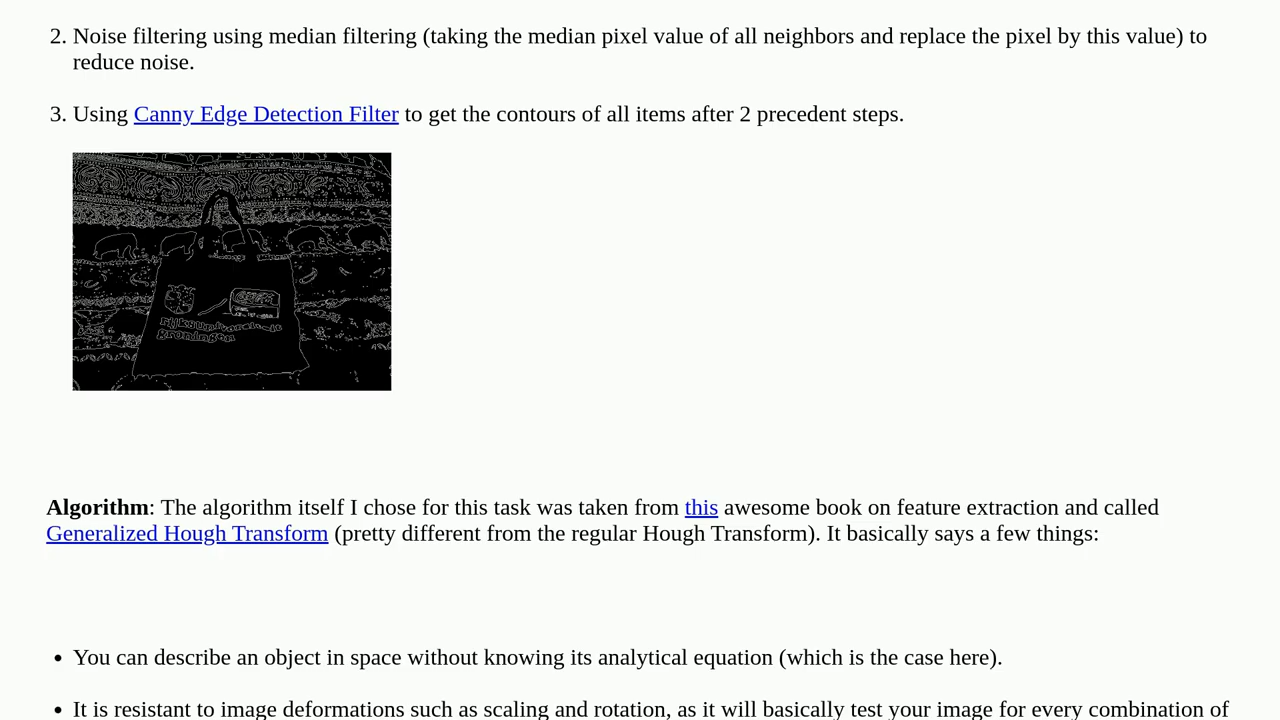 2. Noise filtering using median filtering (taking the median pixel value of all neighbors and replace the pixel by this value) to
reduce noise.
3. Using Canny Edge Detection Filter to get the contours of all items after 2 precedent steps.
groningen
Algorithm: The algorithm itself I chose for this task was taken from this awesome book on feature extraction and called
Generalized Hough Transform (pretty different from the regular Hough Transform). It basically says a few things:
• You can describe an object in space without knowing its analytical equation (which is the case here).
• It is resistant to image deformations such as scaling and rotation, as it will basically test your image for every combination of